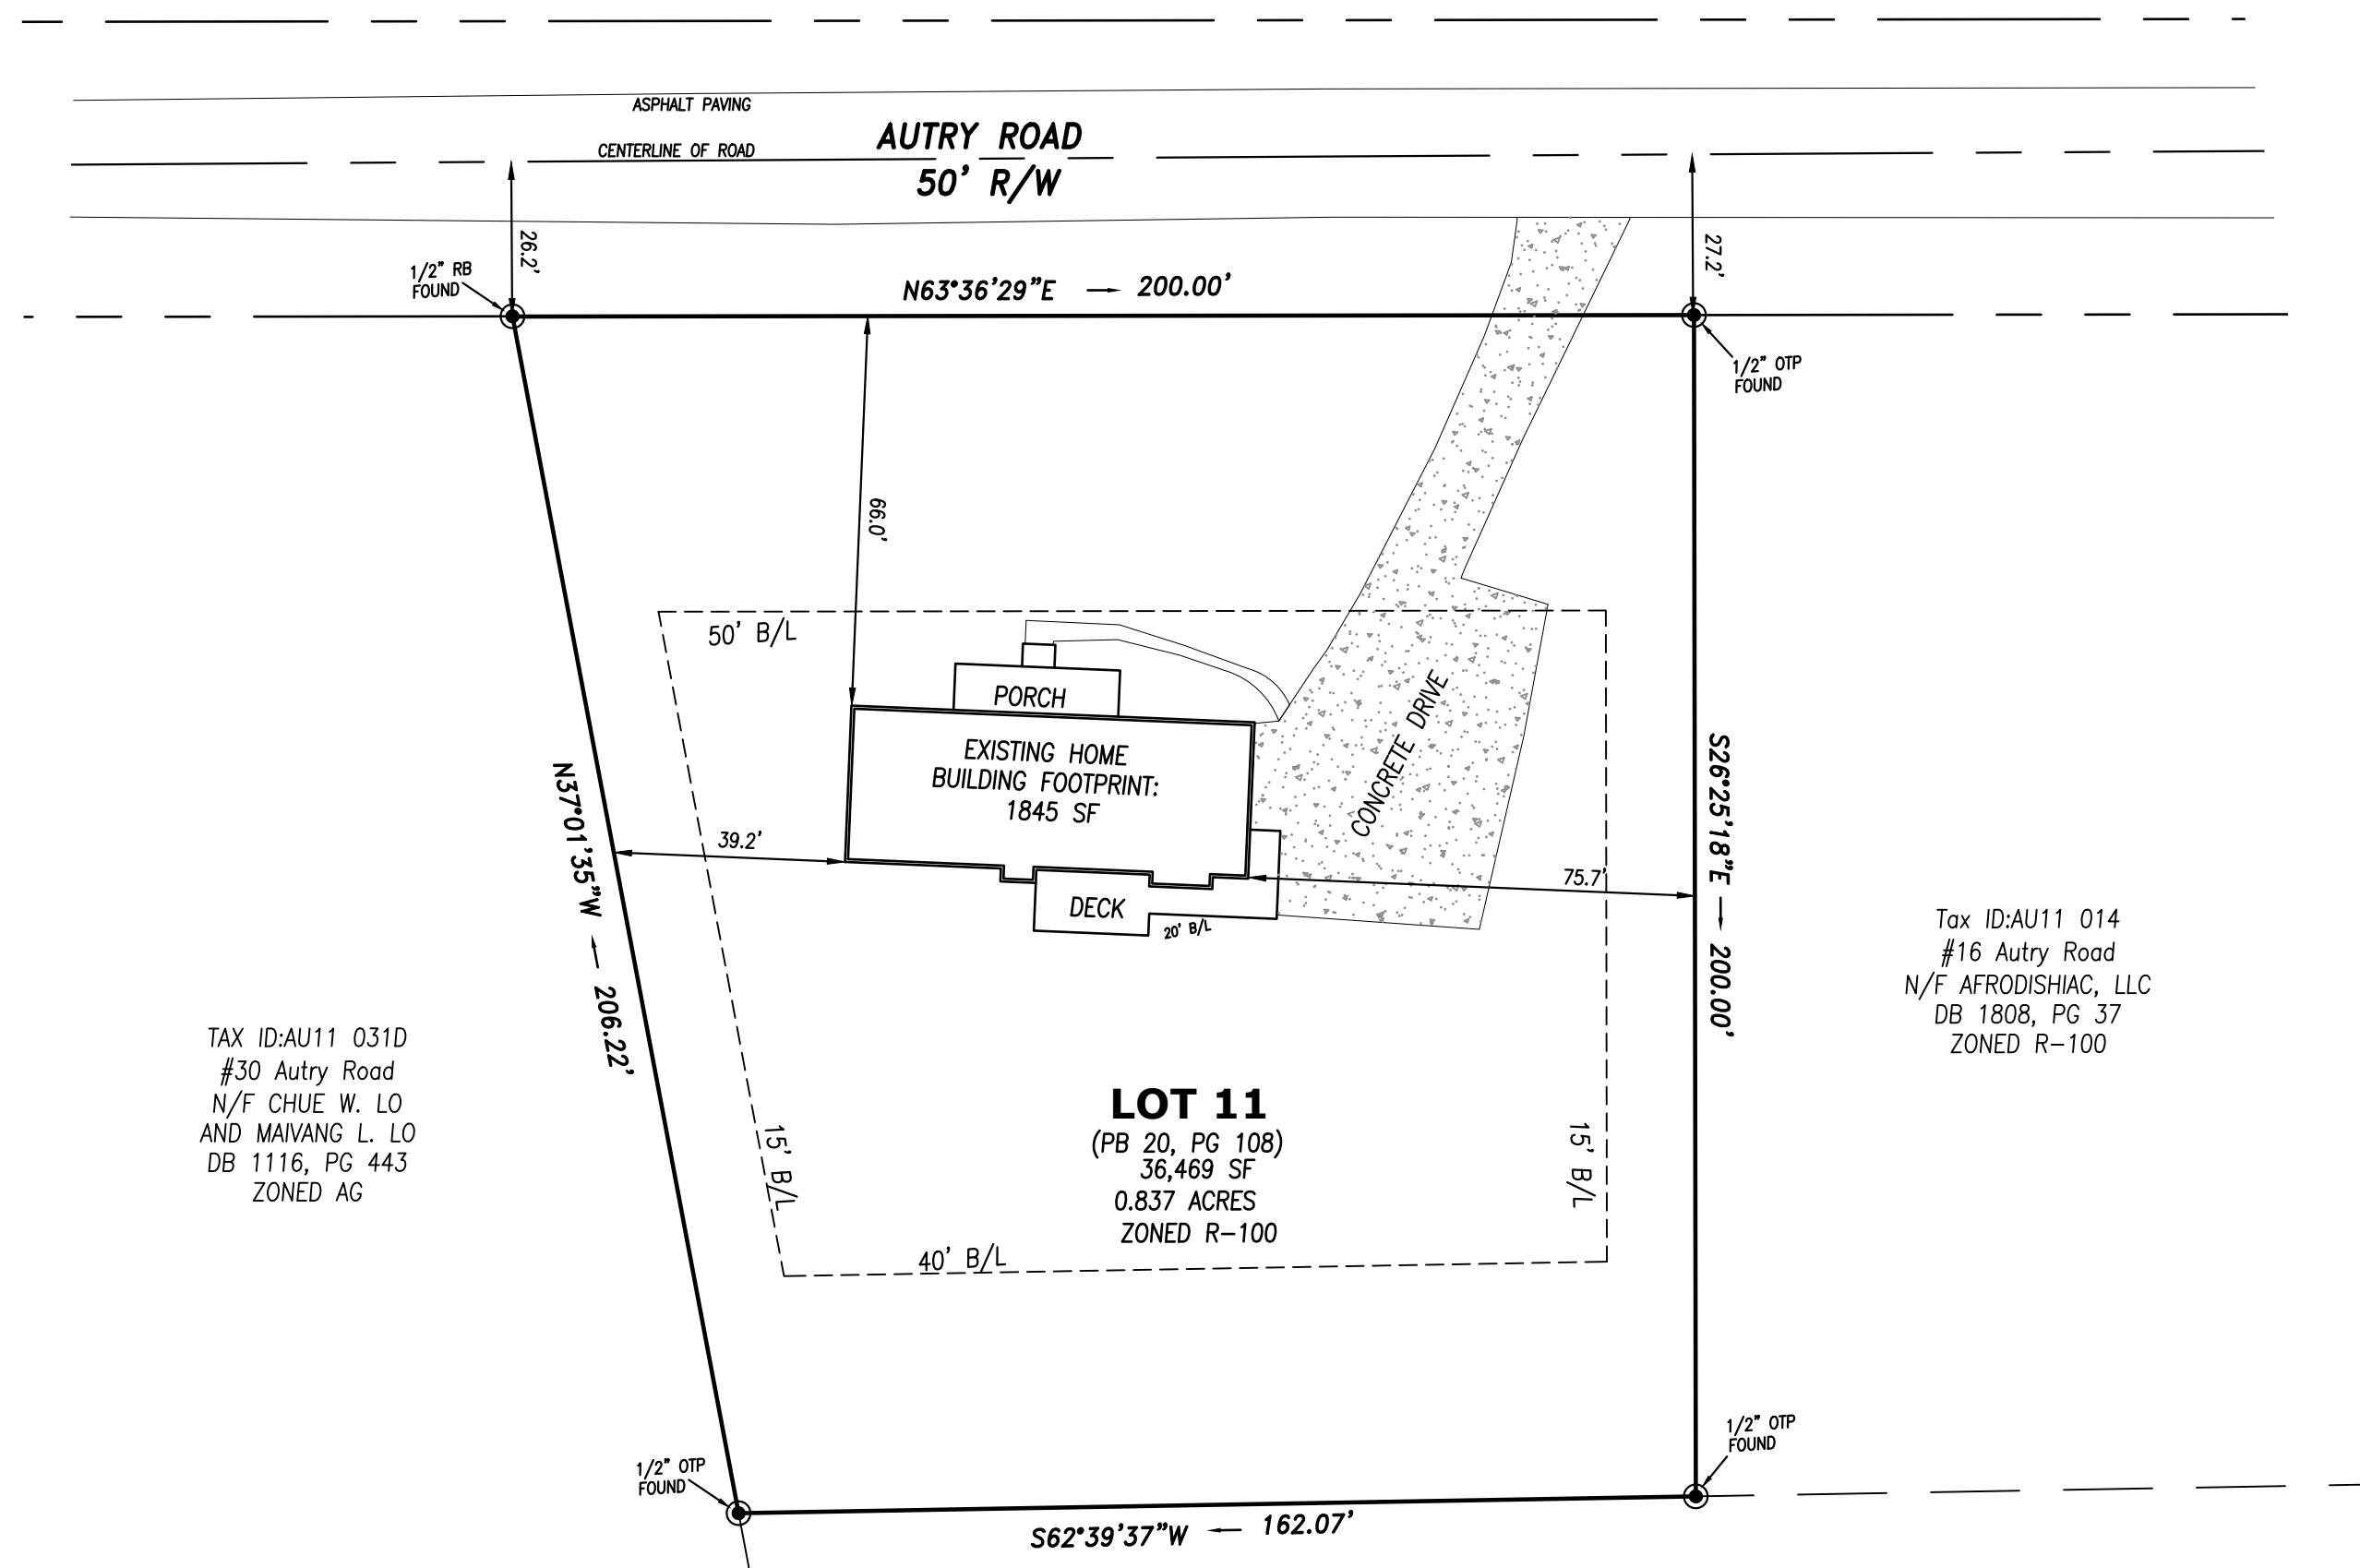 ASPHALT PAVING
CENTERLINE OF ROAD
AUTRY ROAD
50' R/W
26.2'
27.2'
1/2" RB
FOUND
N63°36'29"E 200.00'
1/2" OTP
FOUND
66.0'
50' B/L
PORCH
EXISTING HOME
BUILDING FOOTPRINT:
1845 SF
CONCRETE DRIVE
39.2'
75.7'
DECK
20' B/L
N37°01'35"W 206.22'
S26°25'18"E 200.00'
Tax ID:AU11 014
#16 Autry Road
N/F AFRODISHIAC, LLC
DB 1808, PG 37
ZONED R-100
TAX ID:AU11 031D
#30 Autry Road
N/F CHUE W. LO
AND MAIVANG L. LO
DB 1116, PG 443
ZONED AG
LOT 11
(PB 20, PG 108)
36,469 SF
0.837 ACRES
ZONED R-100
15' B/L
15' B/L
40' B/L
1/2" OTP
FOUND
1/2" OTP
FOUND
S62°39'37"W 162.07'